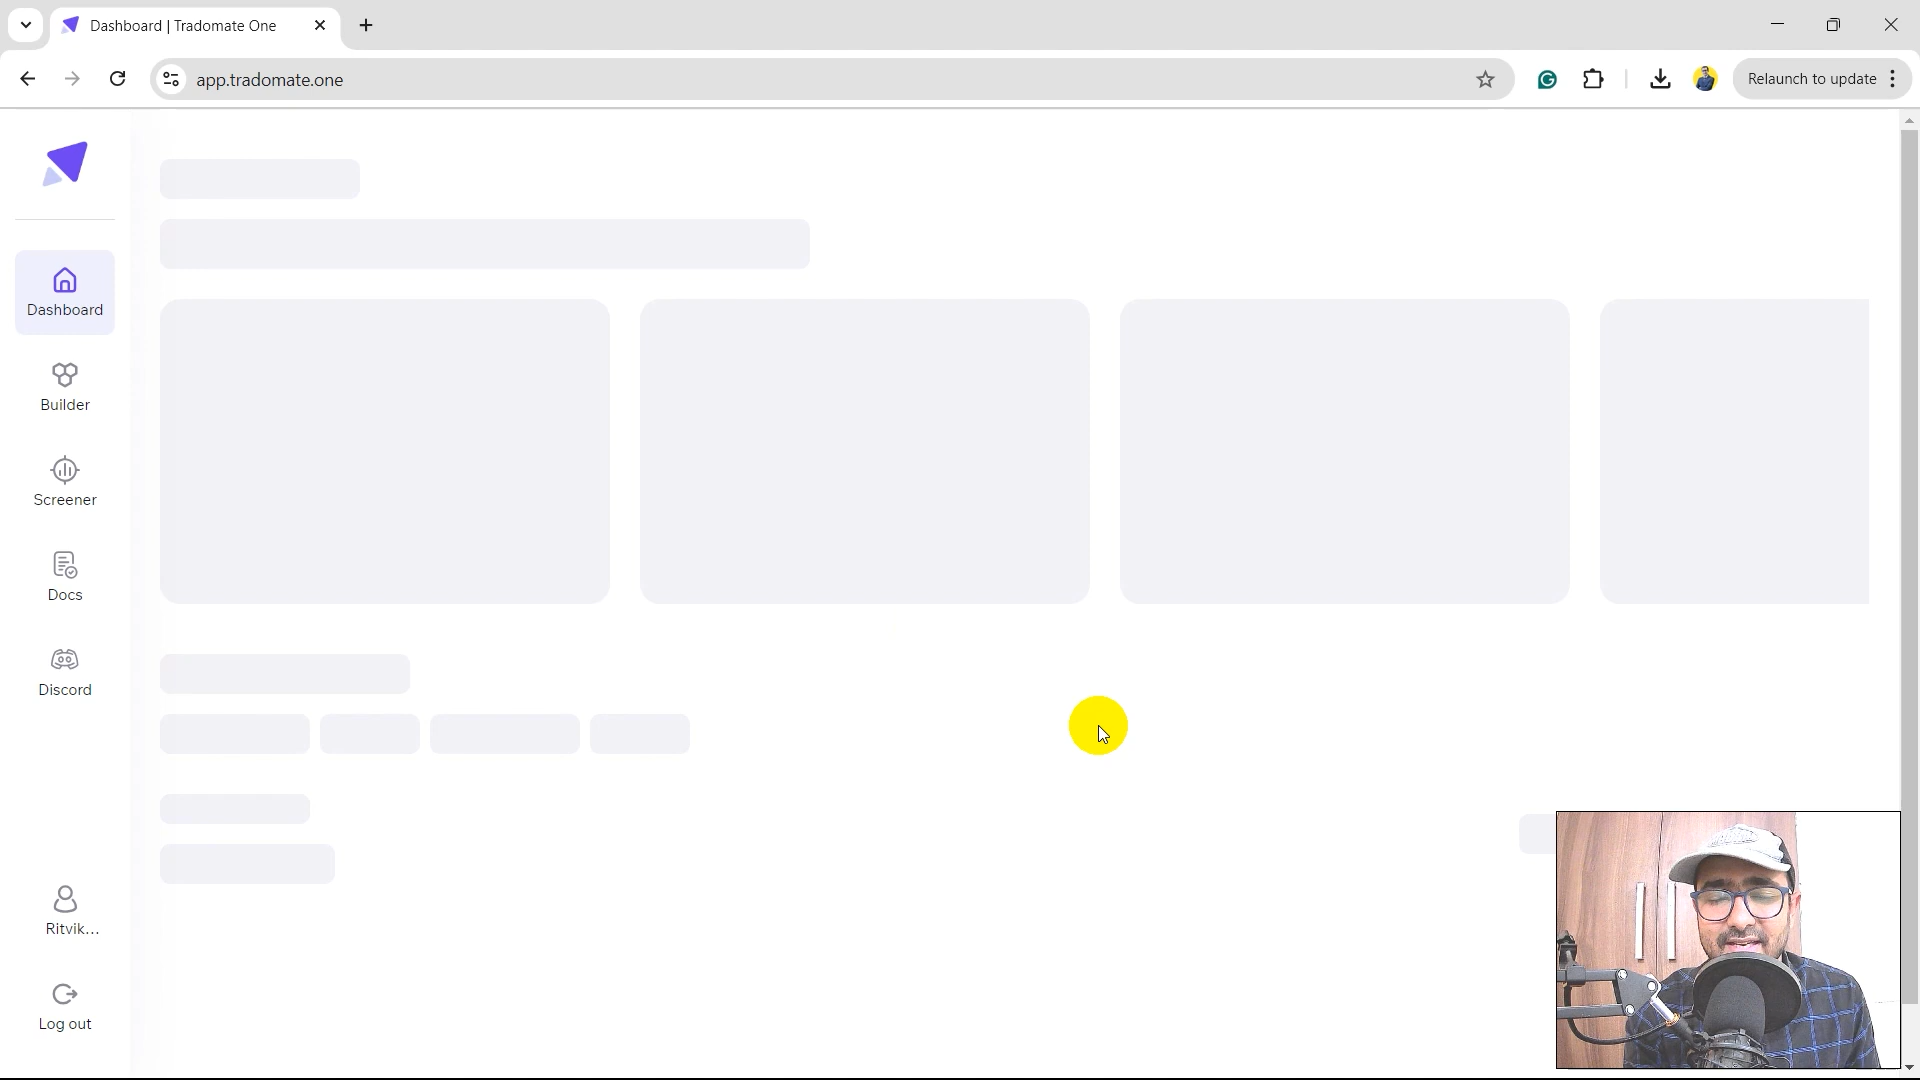 Dashboard | Tradomate One
app.tradomate.one
Relaunch to update
Dashboard
Builder
Screener
Docs
Discord
Ritvik...
Log out